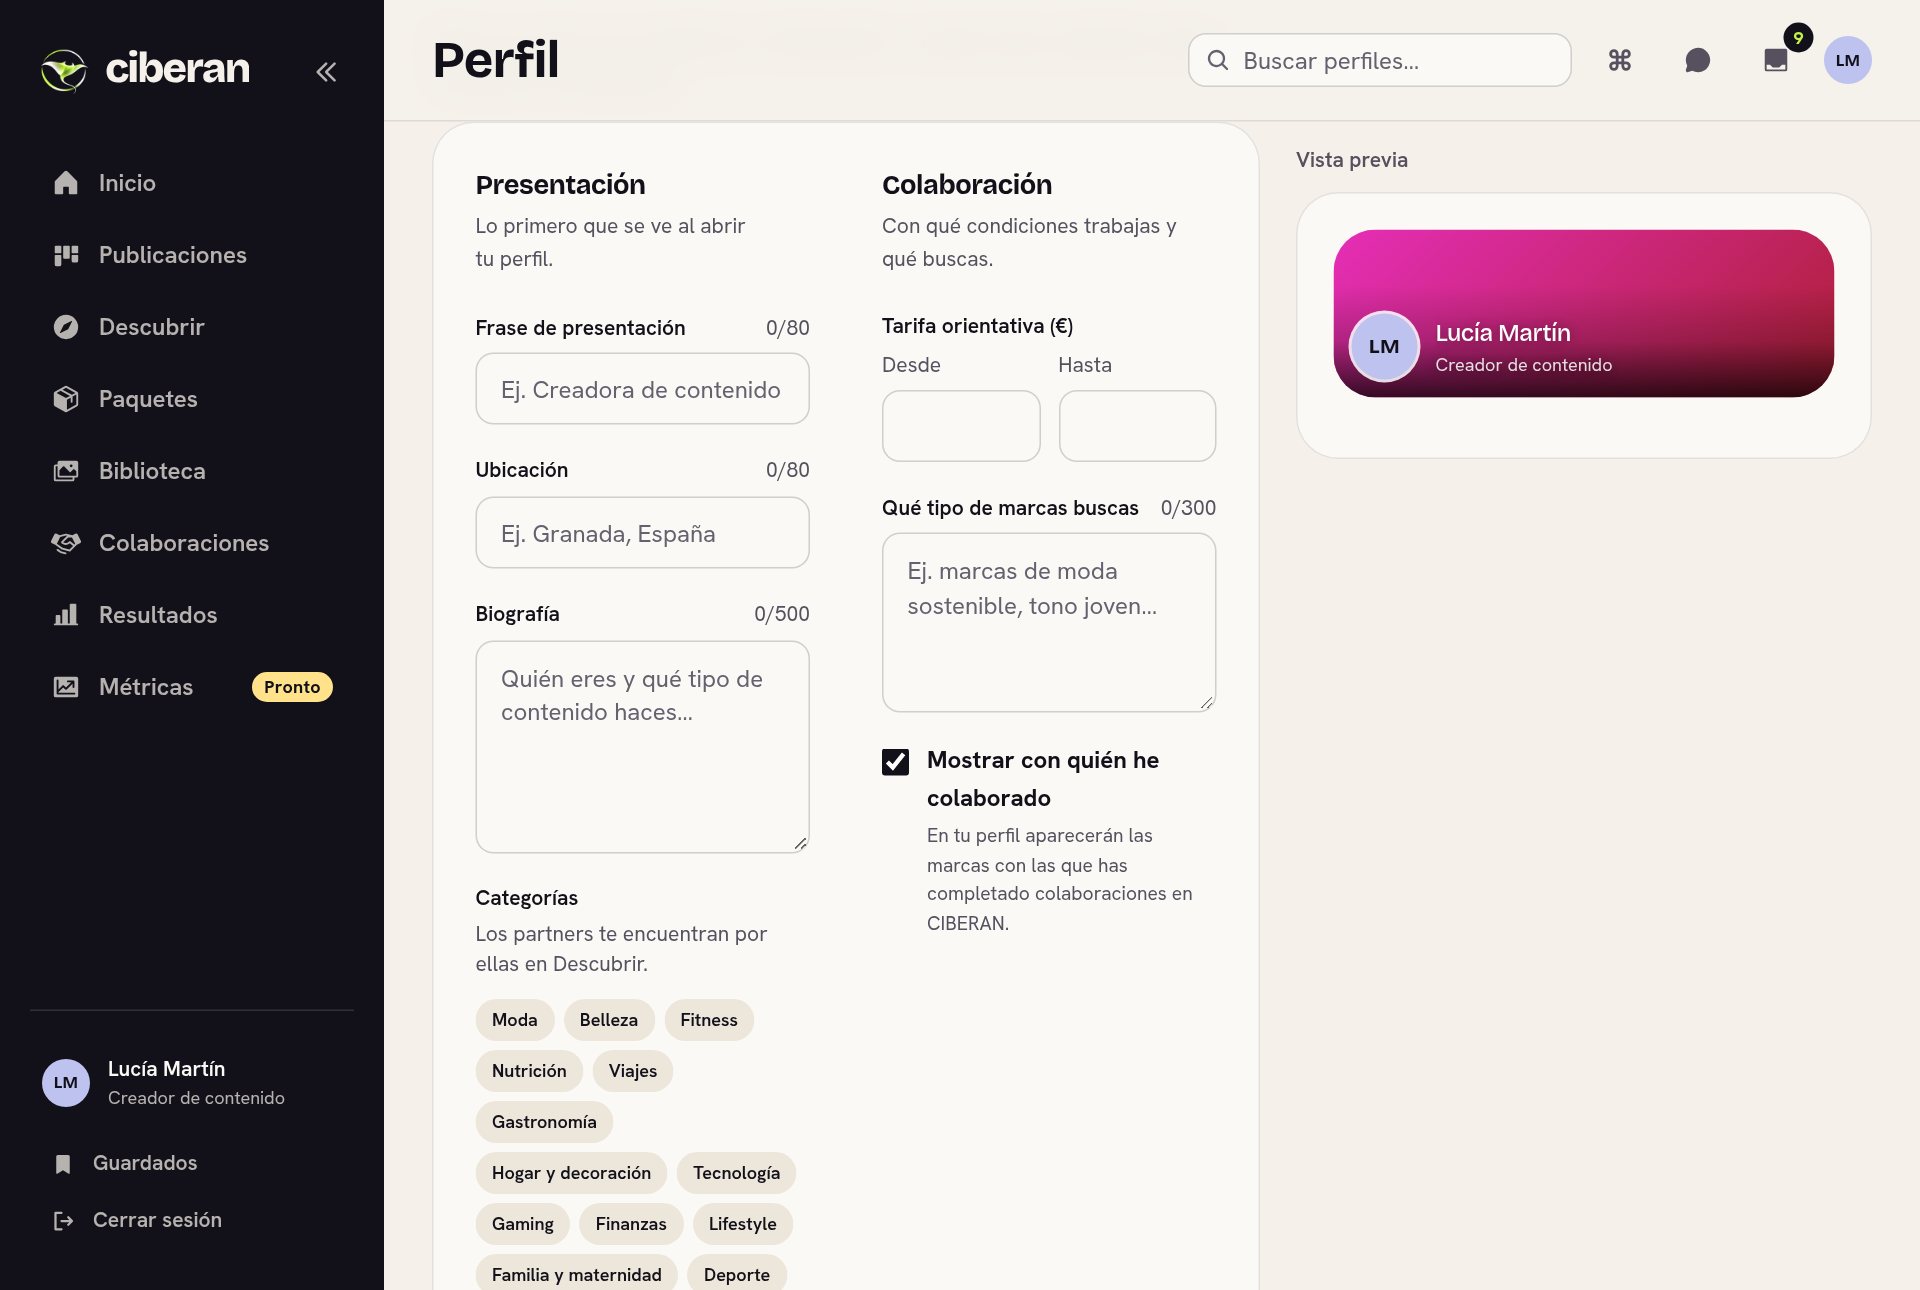 ciberan
Inicio
Publicaciones
Descubrir
Paquetes
Biblioteca
Colaboraciones
Resultados
Métricas
Pronto
LM
Lucía Martín
Creador de contenido
Guardados
Cerrar sesión
Perfil
Buscar perfiles...
9
LM
Presentación
Lo primero que se ve al abrir
tu perfil.
Frase de presentación 0/80
Ej. Creadora de contenido
Ubicación 0/80
Ej. Granada, España
Biografía 0/500
Quién eres y qué tipo de
contenido haces...
Categorías
Los partners te encuentran por
ellas en Descubrir.
Moda Belleza Fitness
Nutrición Viajes
Gastronomía
Hogar y decoración Tecnología
Gaming Finanzas Lifestyle
Familia y maternidad Deporte
Colaboración
Con qué condiciones trabajas y
qué buscas.
Tarifa orientativa (€)
Desde Hasta
Qué tipo de marcas buscas 0/300
Ej. marcas de moda
sostenible, tono joven...
Mostrar con quién he
colaborado
En tu perfil aparecerán las
marcas con las que has
completado colaboraciones en
CIBERAN.
Vista previa
LM
Lucía Martín
Creador de contenido